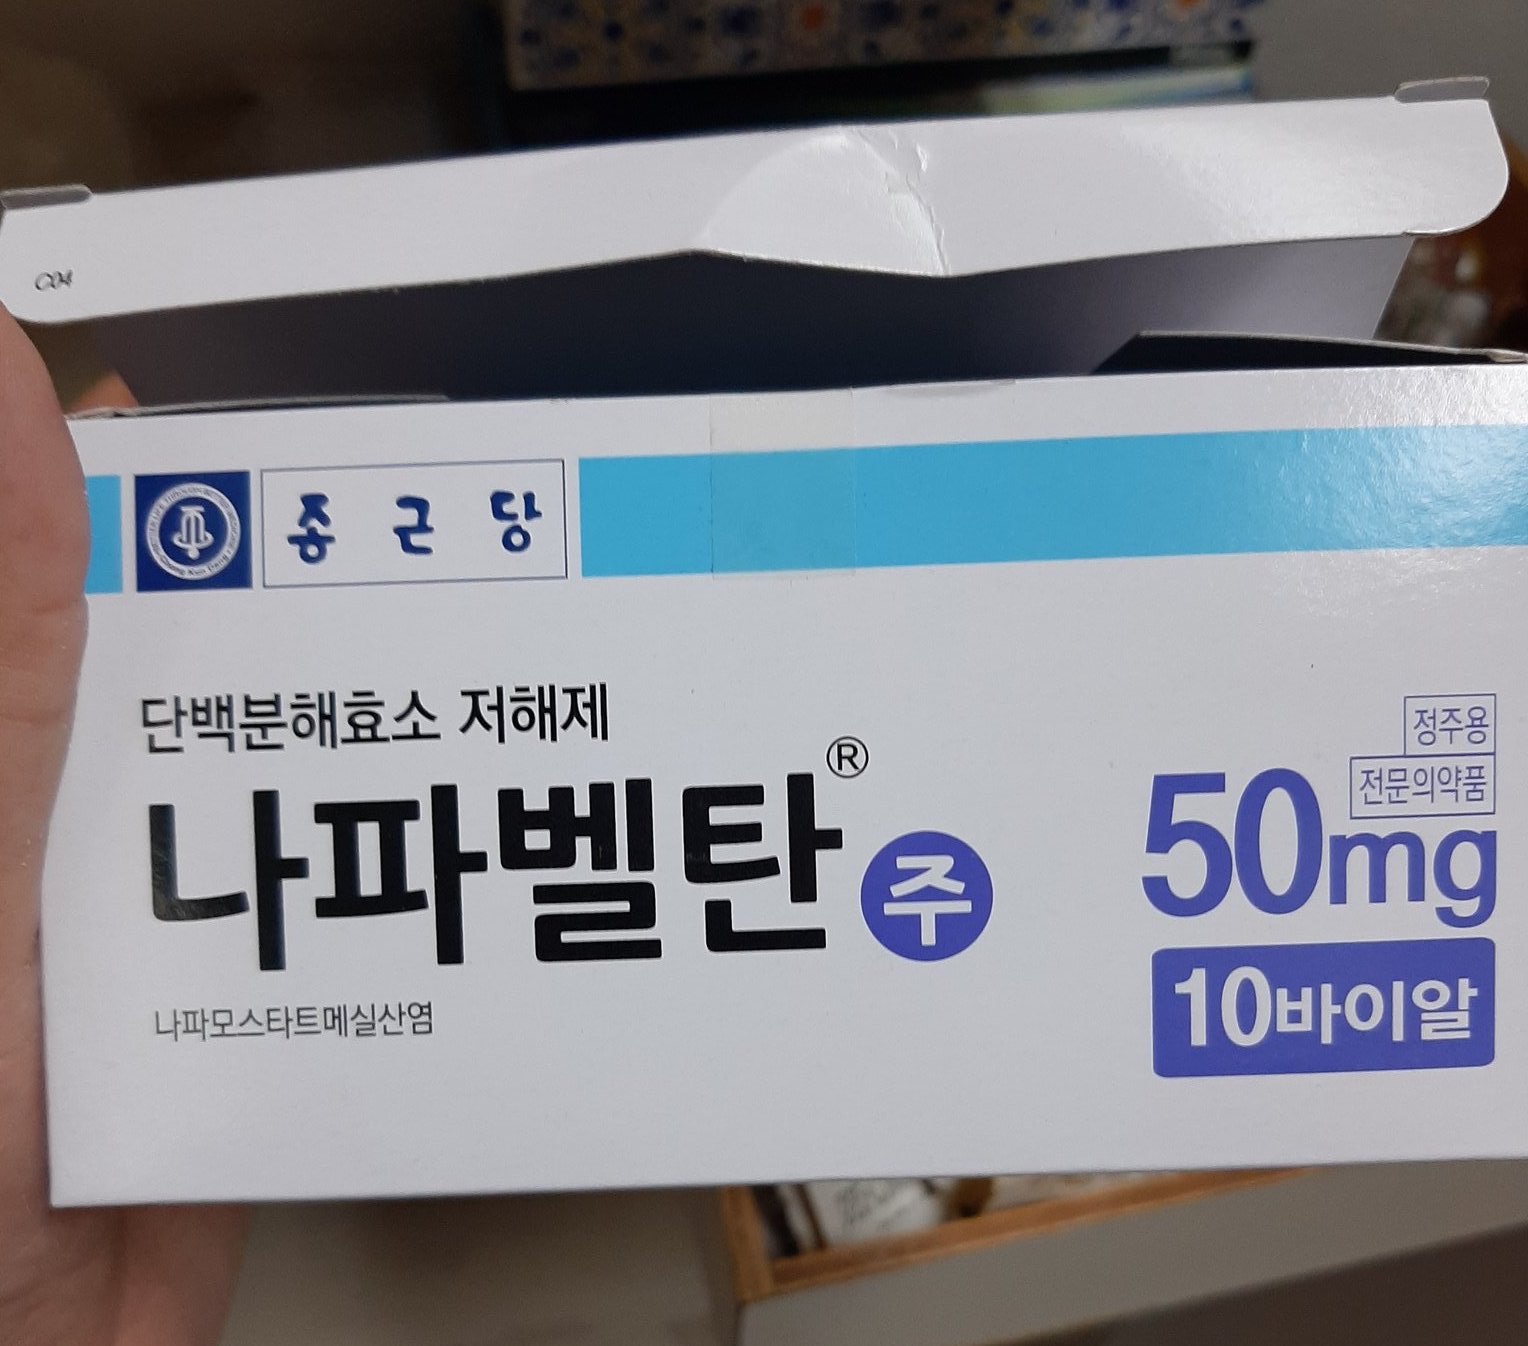 C04
종근당
단백분해효소 저해제
나파벨탄® 주
나파모스타트메실산염
정주용
전문의약품
50mg
10바이알